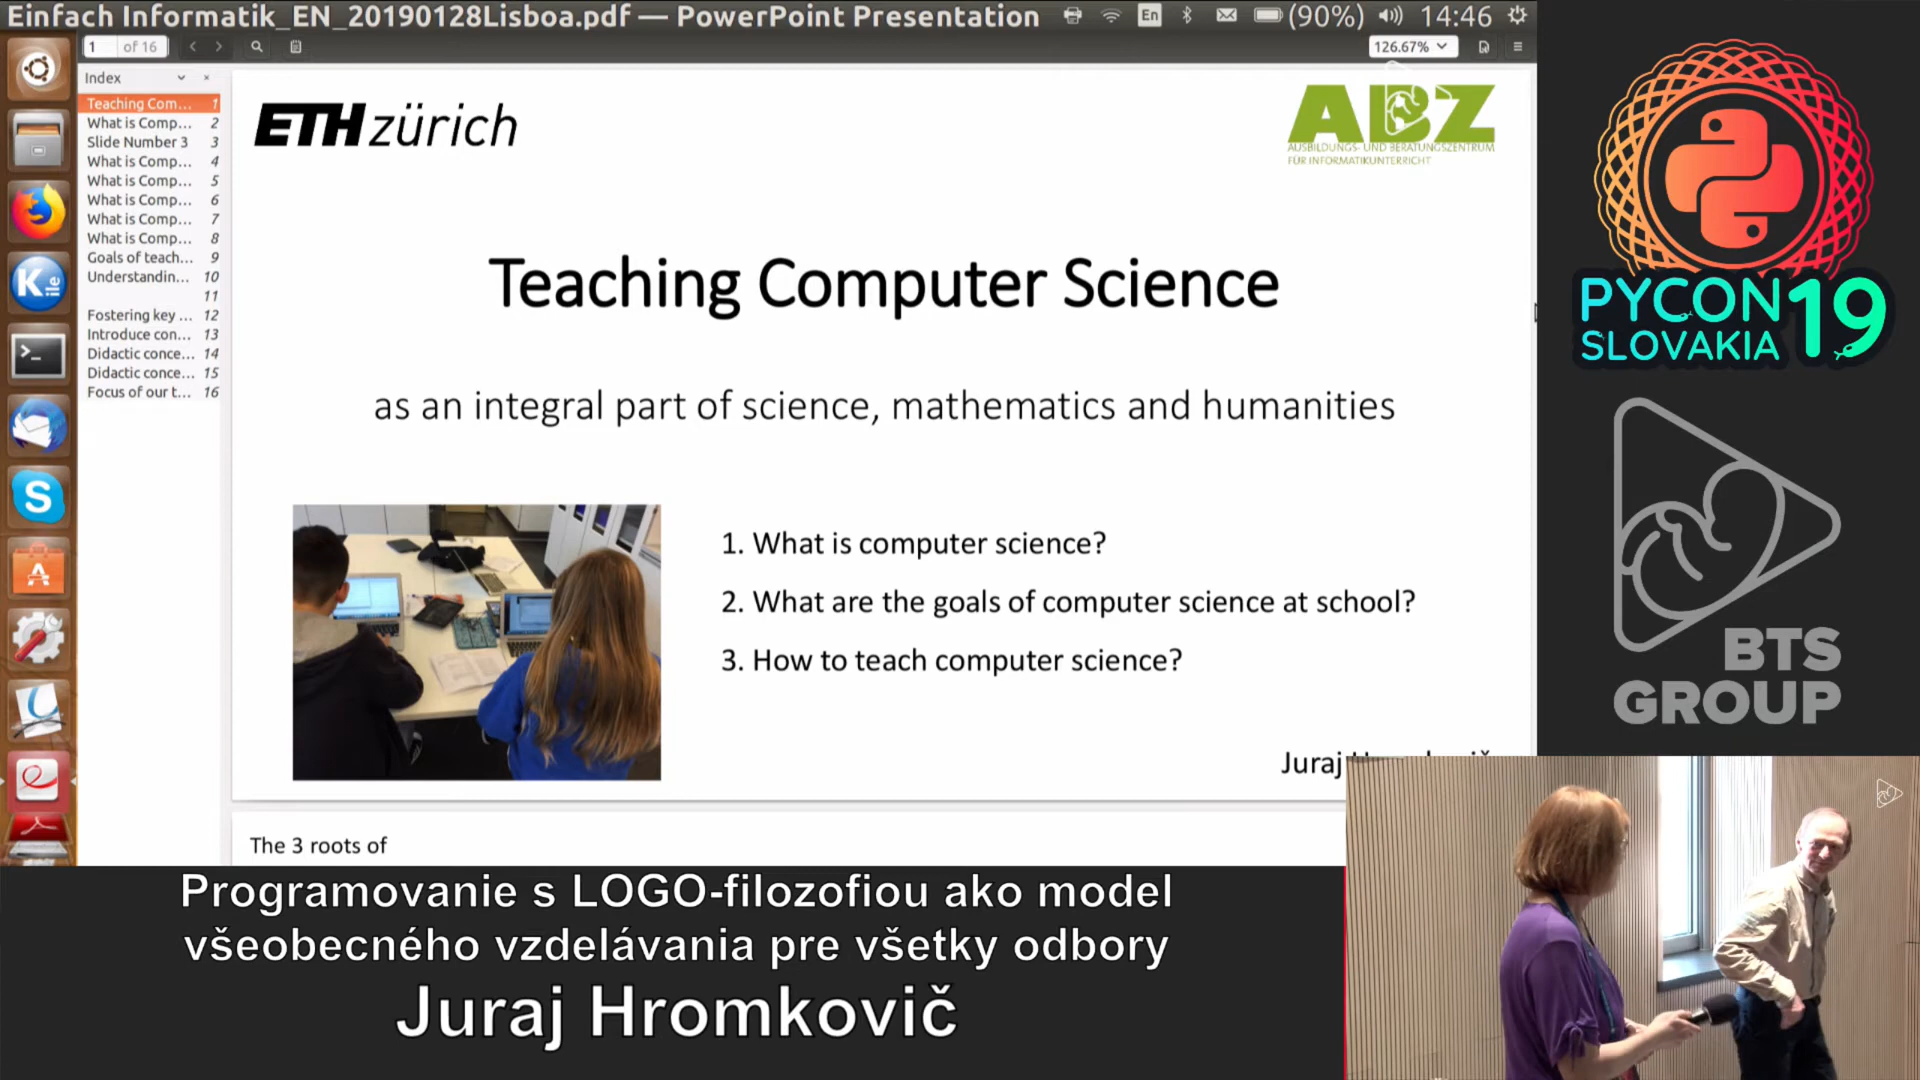 Einfach Informatik_EN_20190128Lisboa.pdf — PowerPoint Presentation
En
(90%)
14:46
1 of 16
126.67%
Index
Teaching Com... 1
What is Comp... 2
Slide Number 3 3
What is Comp... 4
What is Comp... 5
What is Comp... 6
What is Comp... 7
What is Comp... 8
Goals of teach... 9
Understandin... 10
11
Fostering key ... 12
Introduce con... 13
Didactic conce... 14
Didactic conce... 15
Focus of our t... 16
ETH zürich
ABZ
AUSBILDUNGS- UND BERATUNGSZENTRUM
FÜR INFORMATIKUNTERRICHT
Teaching Computer Science
as an integral part of science, mathematics and humanities
1. What is computer science?
2. What are the goals of computer science at school?
3. How to teach computer science?
Juraj
The 3 roots of
PYCON
SLOVAKIA
19
BTS
GROUP
Programovanie s LOGO-filozofiou ako model
všeobecného vzdelávania pre všetky odbory
Juraj Hromkovič